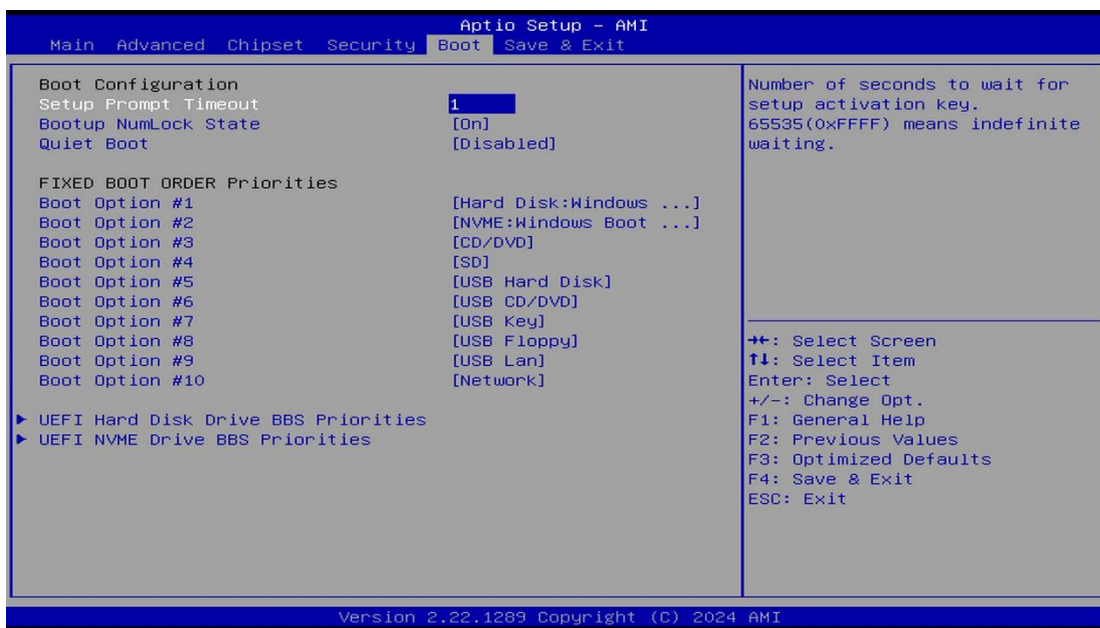 Aptio Setup – AMI
Main Advanced Chipset Security Boot Save & Exit
Boot Configuration
Setup Prompt Timeout 1
Bootup NumLock State [On]
Quiet Boot [Disabled]
FIXED BOOT ORDER Priorities
Boot Option #1 [Hard Disk:Windows ...]
Boot Option #2 [NVME:Windows Boot ...]
Boot Option #3 [CD/DVD]
Boot Option #4 [SD]
Boot Option #5 [USB Hard Disk]
Boot Option #6 [USB CD/DVD]
Boot Option #7 [USB Key]
Boot Option #8 [USB Floppy]
Boot Option #9 [USB Lan]
Boot Option #10 [Network]
▶ UEFI Hard Disk Drive BBS Priorities
▶ UEFI NVME Drive BBS Priorities
Number of seconds to wait for
setup activation key.
65535(0xFFFF) means indefinite
waiting.
→←: Select Screen
↑↓: Select Item
Enter: Select
+/-: Change Opt.
F1: General Help
F2: Previous Values
F3: Optimized Defaults
F4: Save & Exit
ESC: Exit
Version 2.22.1289 Copyright (C) 2024 AMI